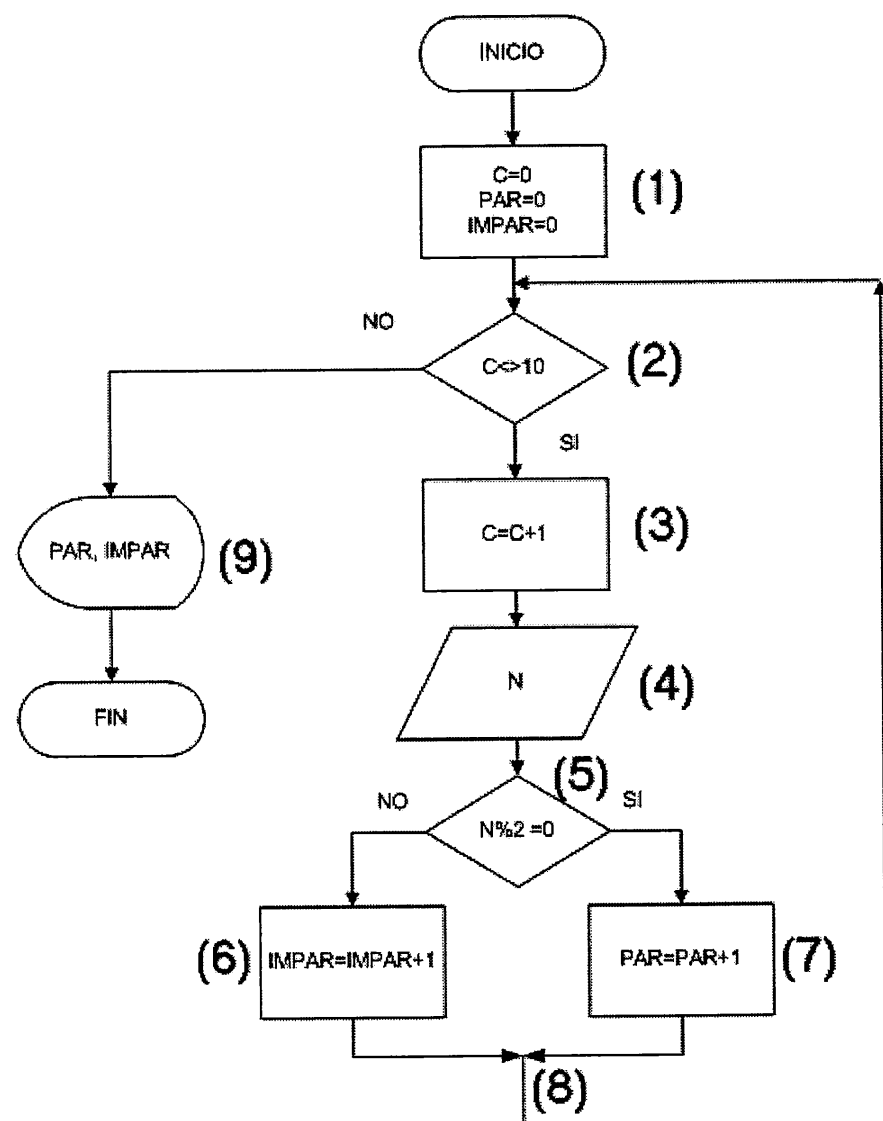 INICIO
C=0
PAR=0
IMPAR=0
(1)
NO
C<>10
(2)
SI
C=C+1
(3)
PAR, IMPAR
(9)
N
(4)
FIN
(5)
NO
SI
N%2 =0
(6)
IMPAR=IMPAR+1
PAR=PAR+1
(7)
(8)